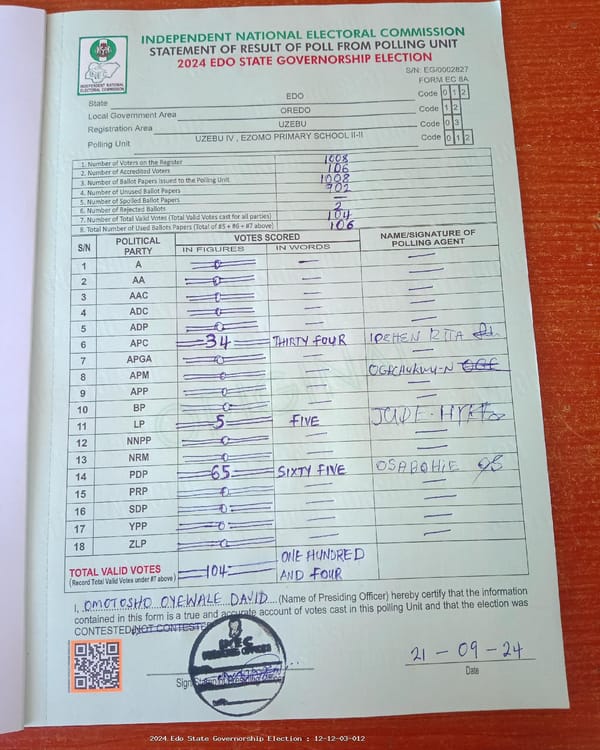 INDEPENDENT NATIONAL ELECTORAL COMMISSION
STATEMENT OF RESULT OF POLL FROM POLLING UNIT
2024 EDO STATE GOVERNORSHIP ELECTION
INEC
INDEPENDENT NATIONAL
ELECTORAL COMMISSION
S/N: EG/0002827
FORM EC 8A
State EDO Code 0 1 2
Local Government Area OREDO Code 1 2
Registration Area UZEBU Code 0 3
Polling Unit UZEBU IV , EZOMO PRIMARY SCHOOL II-II Code 0 1 2
1. Number of Voters on the Register 1008
2. Number of Accredited Voters 106
3. Number of Ballot Papers Issued to the Polling Unit 1008
4. Number of Unused Ballot Papers 902
5. Number of Spoiled Ballot Papers —
6. Number of Rejected Ballots 2
7. Number of Total Valid Votes (Total Valid Votes cast for all parties) 104
8. Total Number of Used Ballots Papers (Total of #5 + #6 + #7 above) 106
S/N POLITICAL PARTY VOTES SCORED NAME/SIGNATURE OF POLLING AGENT
IN FIGURES IN WORDS
1 A 0 — —
2 AA 0 — —
3 AAC 0 — —
4 ADC 0 — —
5 ADP 0 — —
6 APC 34 THIRTY FOUR IDEHEN RITA
7 APGA 0 — —
8 APM 0 —
9 APP 0 — —
10 BP 0 — —
11 LP 5 FIVE JUDE
12 NNPP 0 — —
13 NRM 0 — —
14 PDP 65 SIXTY FIVE OSABOHIE
15 PRP 0 — —
16 SDP 0 — —
17 YPP 0 — —
18 ZLP 0 —
TOTAL VALID VOTES 104 ONE HUNDRED AND FOUR
(Record Total Valid Votes under #7 above)
I, OMOTOSHO OYEWALE DAVID (Name of Presiding Officer) hereby certify that the information
contained in this form is a true and accurate account of votes cast in this polling Unit and that the election was
CONTESTED/NOT CONTESTED
INEC
PRESIDING OFFICER
21 - 09 - 24
Date
2024 Edo State Governorship Election : 12-12-03-012